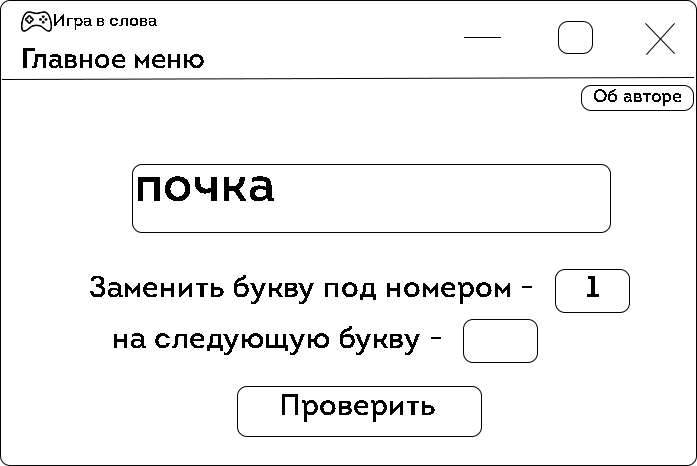 Игра в слова
Главное меню
Об авторе
почка
Заменить букву под номером - 1
на следующую букву -
Проверить